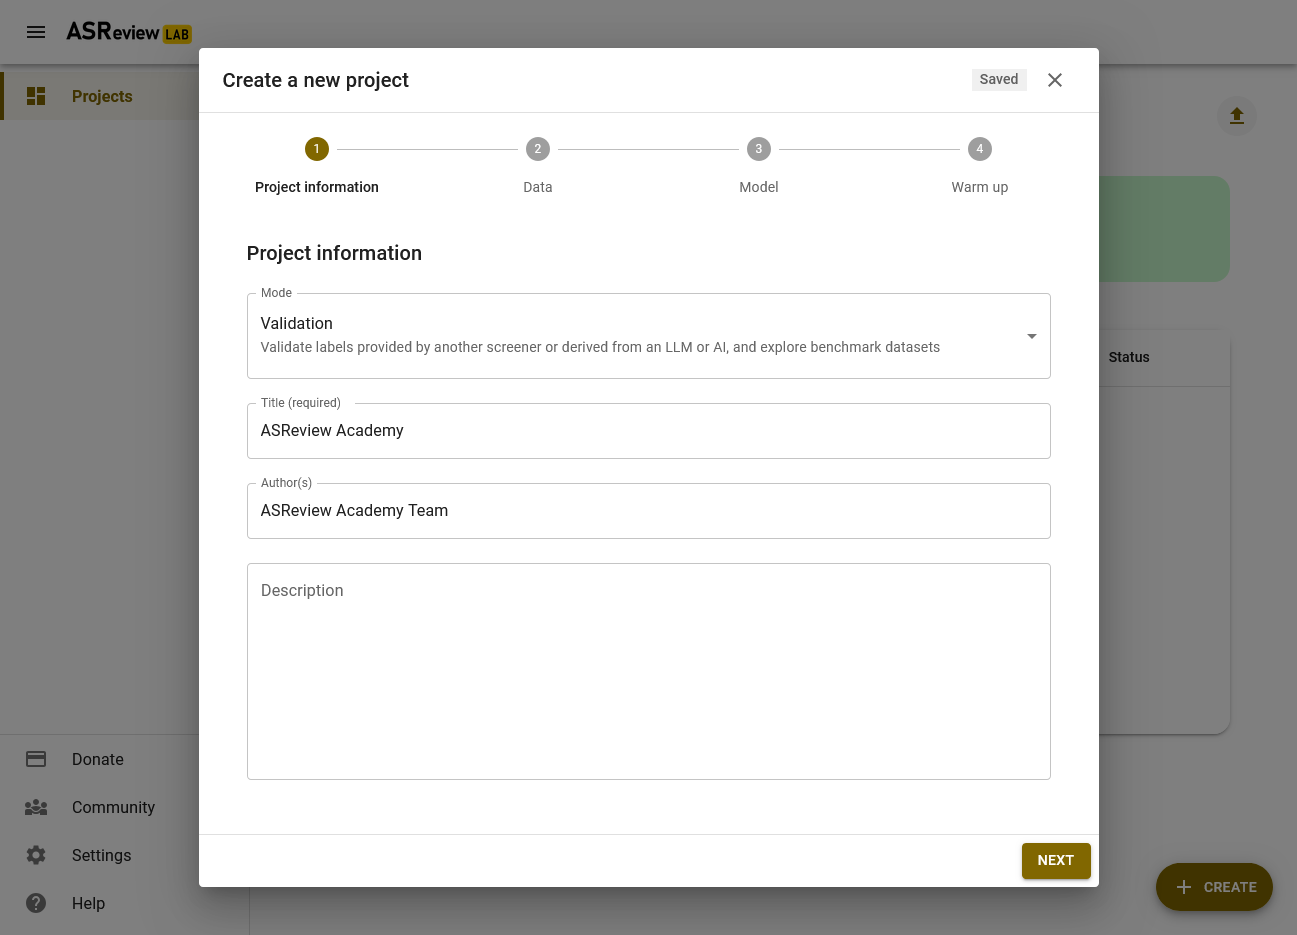 ASReview LAB
Projects
Create a new project
Saved
1
2
3
4
Project information
Data
Model
Warm up
Project information
Mode
Validation
Validate labels provided by another screener or derived from an LLM or AI, and explore benchmark datasets
Title (required)
ASReview Academy
Author(s)
ASReview Academy Team
Description
NEXT
Status
Donate
Community
Settings
Help
CREATE